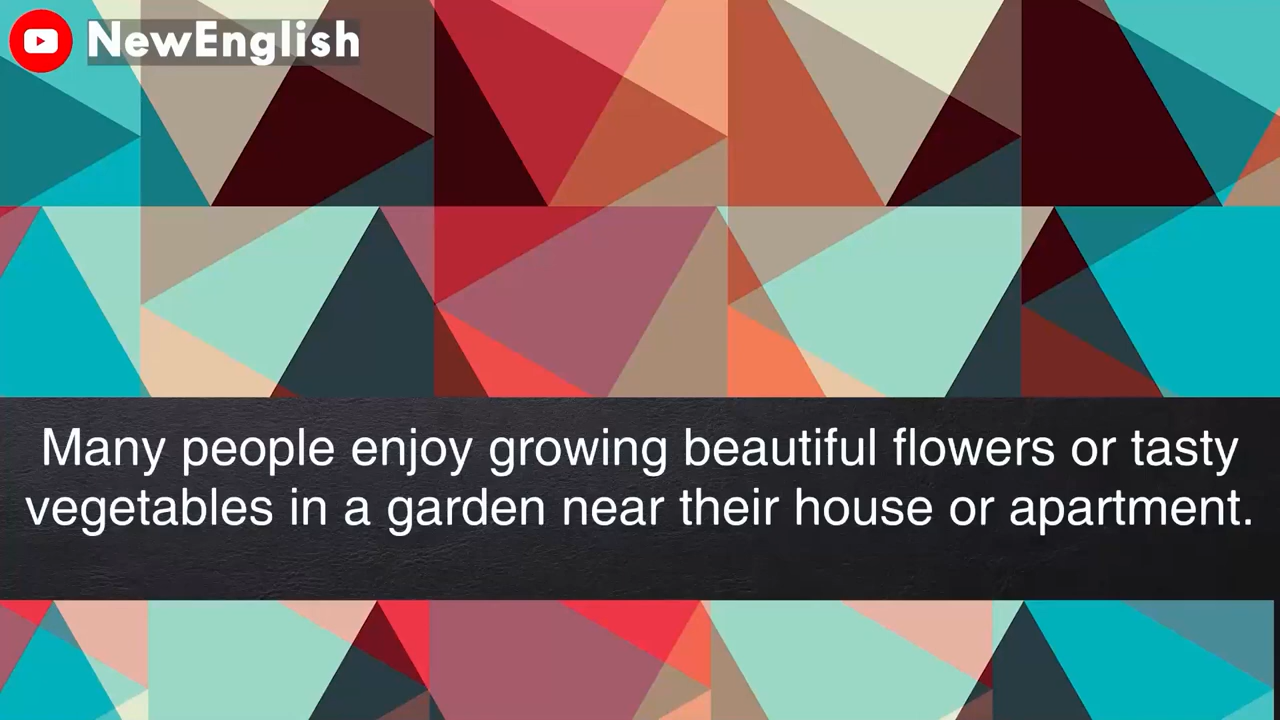 NewEnglish
Many people enjoy growing beautiful flowers or tasty
vegetables in a garden near their house or apartment.